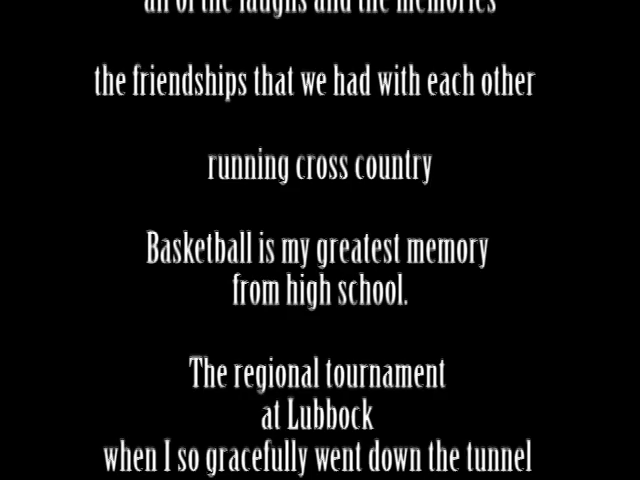 all of the laughs and the memories
the friendships that we had with each other
running cross country
Basketball is my greatest memory
from high school.
The regional tournament
at Lubbock
when I so gracefully went down the tunnel